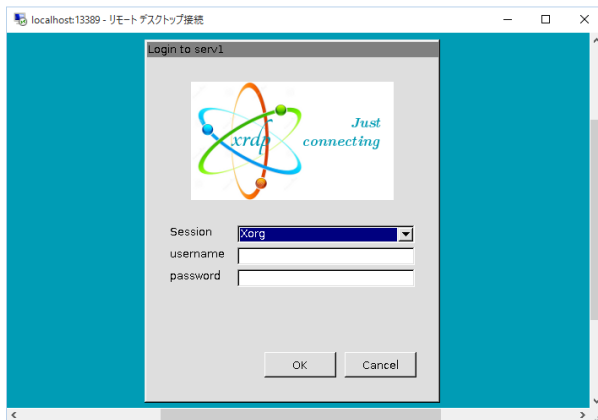 localhost:13389 - リモート デスクトップ接続
Login to serv1
Just
xrdp connecting
Session Xorg
username
password
OK Cancel